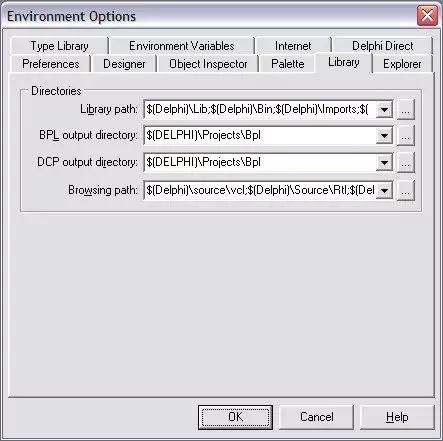 Environment Options
Type Library Environment Variables Internet Delphi Direct
Preferences Designer Object Inspector Palette Library Explorer
Directories
Library path: $(Delphi)\Lib;$(Delphi)\Bin;$(Delphi)\Imports;$( ...
BPL output directory: $(DELPHI)\Projects\Bpl ...
DCP output directory: $(DELPHI)\Projects\Bpl ...
Browsing path: $(Delphi)\source\vcl;$(Delphi)\Source\Rtl;$(Del ...
OK Cancel Help